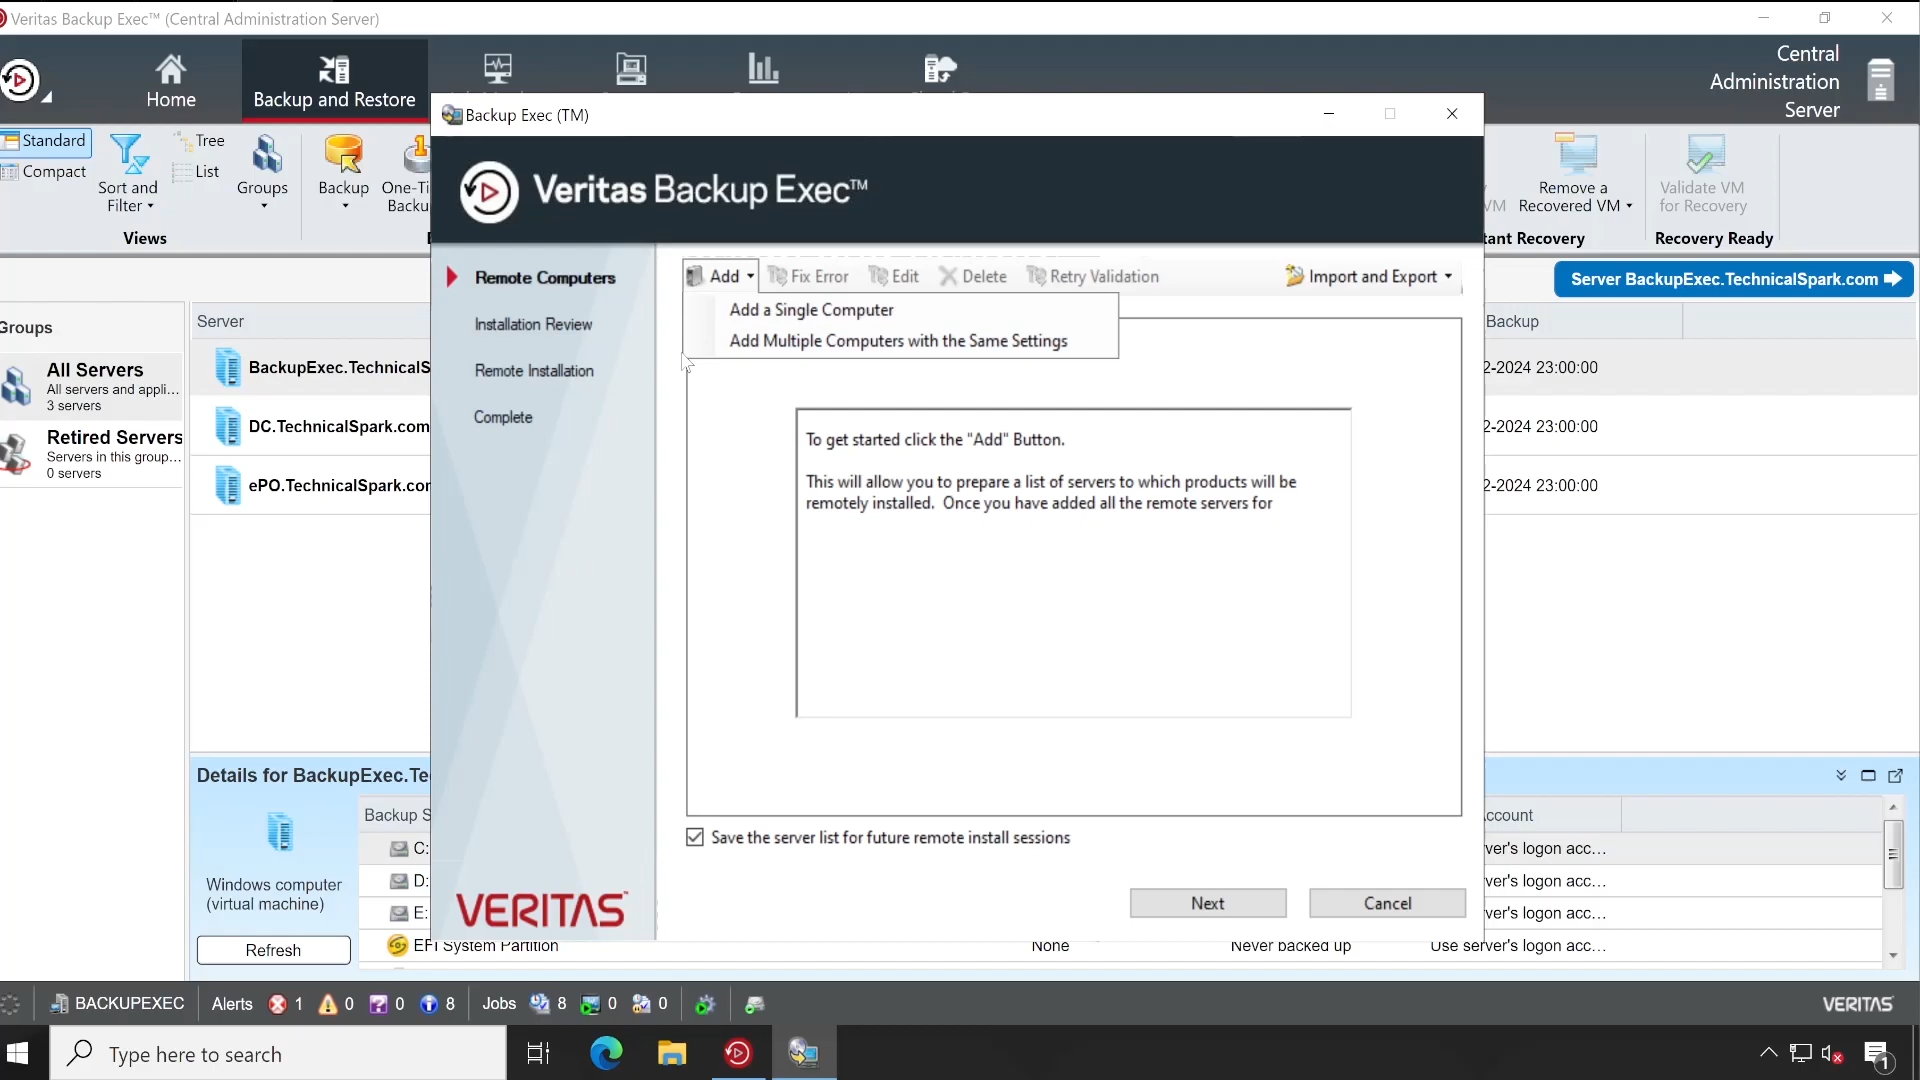 Veritas Backup Exec™ (Central Administration Server)
Home
Backup and Restore
Central
Administration
Server
Standard
Compact
Sort and
Filter
Tree
List
Groups
Backup
One-Ti
Backu
Views
VM
Remove a
Recovered VM
Validate VM
for Recovery
tant Recovery
Recovery Ready
Backup Exec (TM)
Veritas Backup Exec™
Remote Computers
Installation Review
Remote Installation
Complete
Add
Fix Error
Edit
Delete
Retry Validation
Import and Export
Add a Single Computer
Add Multiple Computers with the Same Settings
To get started click the "Add" Button.
This will allow you to prepare a list of servers to which products will be
remotely installed. Once you have added all the remote servers for
Save the server list for future remote install sessions
Next
Cancel
VERITAS
Server BackupExec.TechnicalSpark.com
Groups
All Servers
All servers and appli...
3 servers
Retired Servers
Servers in this group...
0 servers
Server
Backup
BackupExec.TechnicalS
2-2024 23:00:00
DC.TechnicalSpark.com
2-2024 23:00:00
ePO.TechnicalSpark.cor
2-2024 23:00:00
Details for BackupExec.Te
Windows computer
(virtual machine)
Refresh
Backup S
ccount
C:
ver's logon acc...
D:
ver's logon acc...
E:
ver's logon acc...
EFI System Partition
None
Never backed up
Use server's logon acc...
BACKUPEXEC
Alerts
1
0
0
8
Jobs
8
0
0
VERITAS
Type here to search
1